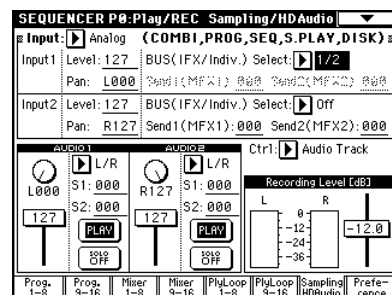 SEQUENCER P0:Play/REC Sampling/HDAudio
Input: Analog (COMBI,PROG,SEQ,S.PLAY,DISK)
Input1 Level: 127 BUS(IFX/Indiv.) Select: 1/2
Pan: L000 Send1(MFX1): 000 Send2(MFX2): 000
Input2 Level: 127 BUS(IFX/Indiv.) Select: Off
Pan: R127 Send1(MFX1): 000 Send2(MFX2): 000
AUDIO 1 AUDIO 2 Ctrl: Audio Track
L000 L/R R127 L/R
S1: 000 S1: 000
S2: 000 S2: 000
127 127
PLAY PLAY
SOLO OFF SOLO OFF
Recording Level [dB]
L R
0
-12
-24
-36
-12.0
Prog. 1-8 Prog. 9-16 Mixer 1-8 Mixer 9-16 PlyLoop 1-8 PlyLoop 9-16 Sampling HDAudio Prefe-cence